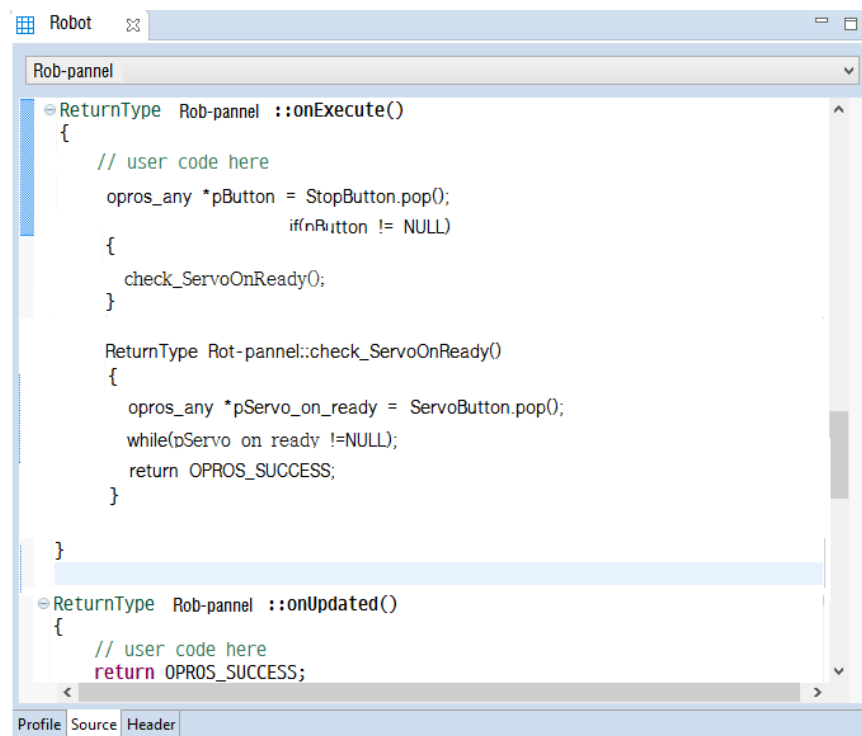 Robot
Rob-pannel
ReturnType Rob-pannel ::onExecute()
{
// user code here
opros_any *pButton = StopButton.pop();
if(pButton != NULL)
{
check_ServoOnReady();
}
ReturnType Rot-pannel::check_ServoOnReady()
{
opros_any *pServo_on_ready = ServoButton.pop();
while(pServo_on_ready !=NULL);
return OPROS_SUCCESS;
}
}
ReturnType Rob-pannel ::onUpdated()
{
// user code here
return OPROS_SUCCESS;
Profile Source Header